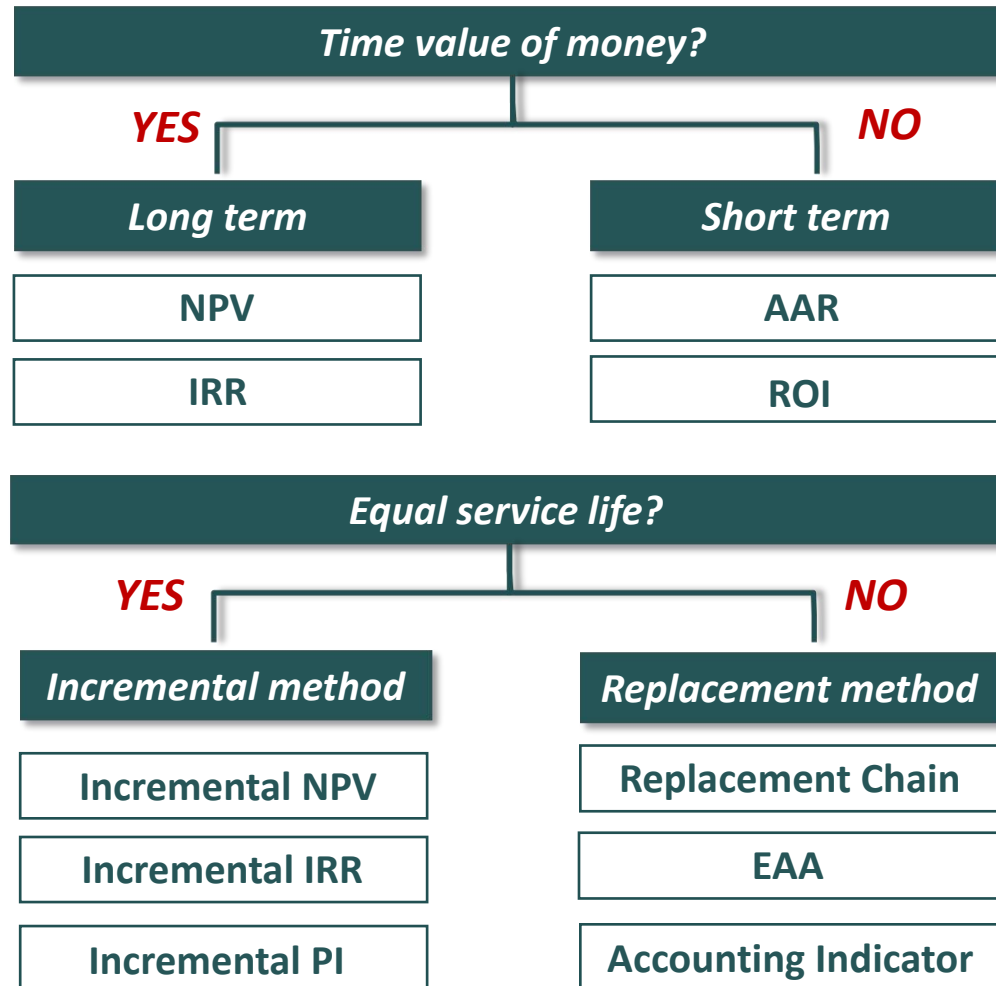 Time value of money?
YES
NO
Long term
Short term
NPV
AAR
IRR
ROI
Equal service life?
YES
NO
Incremental method
Replacement method
Incremental NPV
Replacement Chain
Incremental IRR
EAA
Incremental PI
Accounting Indicator